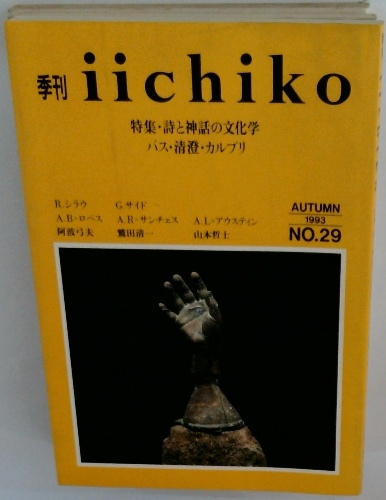 季刊 iichiko
特集・詩と神話の文化学
パス・清澄・カルプリ
R.シラウ G.サイド
A.B=ロペス A.R=サンチェス A.L=アウスティン
阿波弓夫 鷲田清一 山本哲士
AUTUMN
1993
NO.29